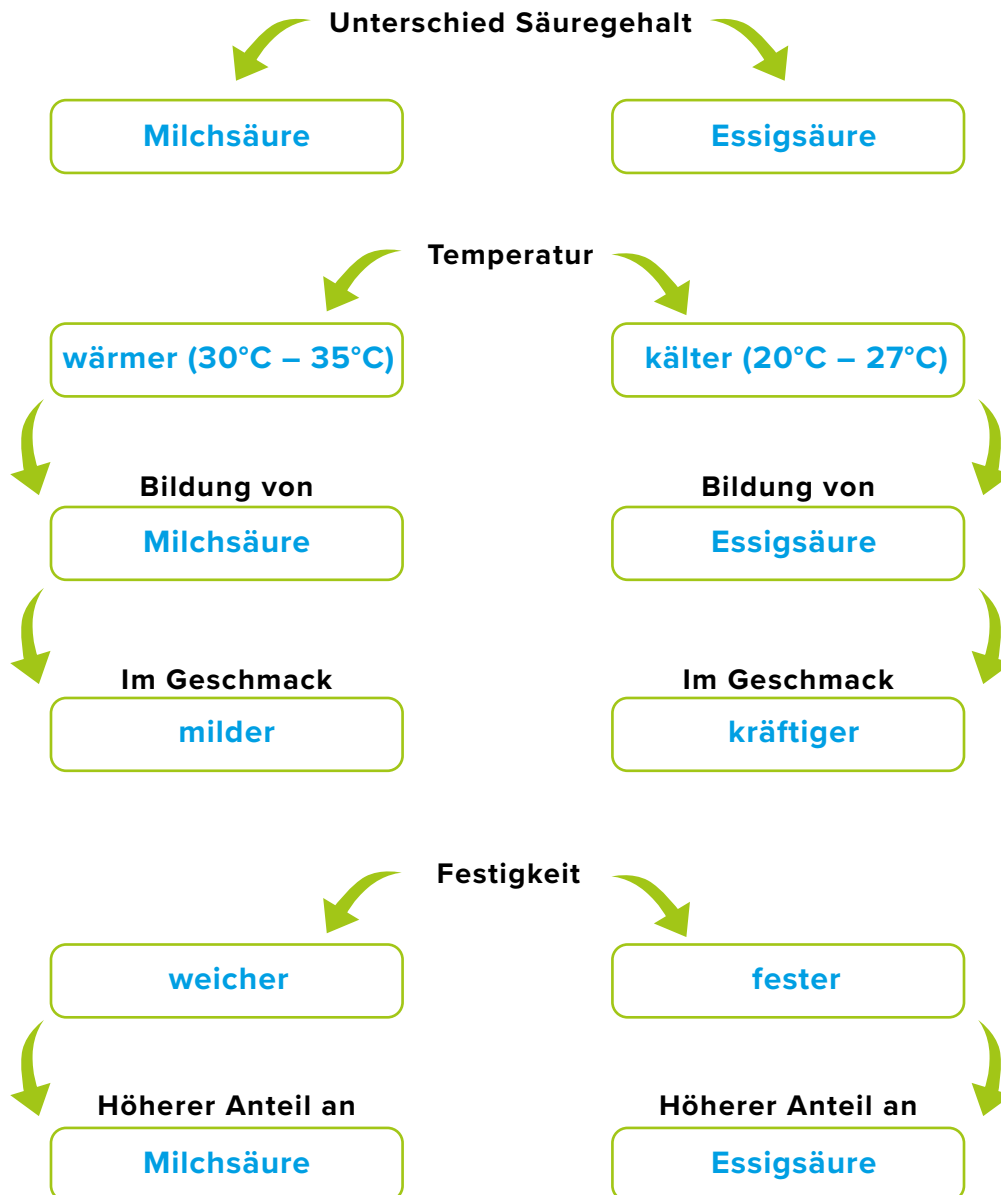 Unterschied Säuregehalt
Milchsäure
Essigsäure
Temperatur
wärmer (30°C – 35°C)
kälter (20°C – 27°C)
Bildung von
Bildung von
Milchsäure
Essigsäure
Im Geschmack
Im Geschmack
milder
kräftiger
Festigkeit
weicher
fester
Höherer Anteil an
Höherer Anteil an
Milchsäure
Essigsäure